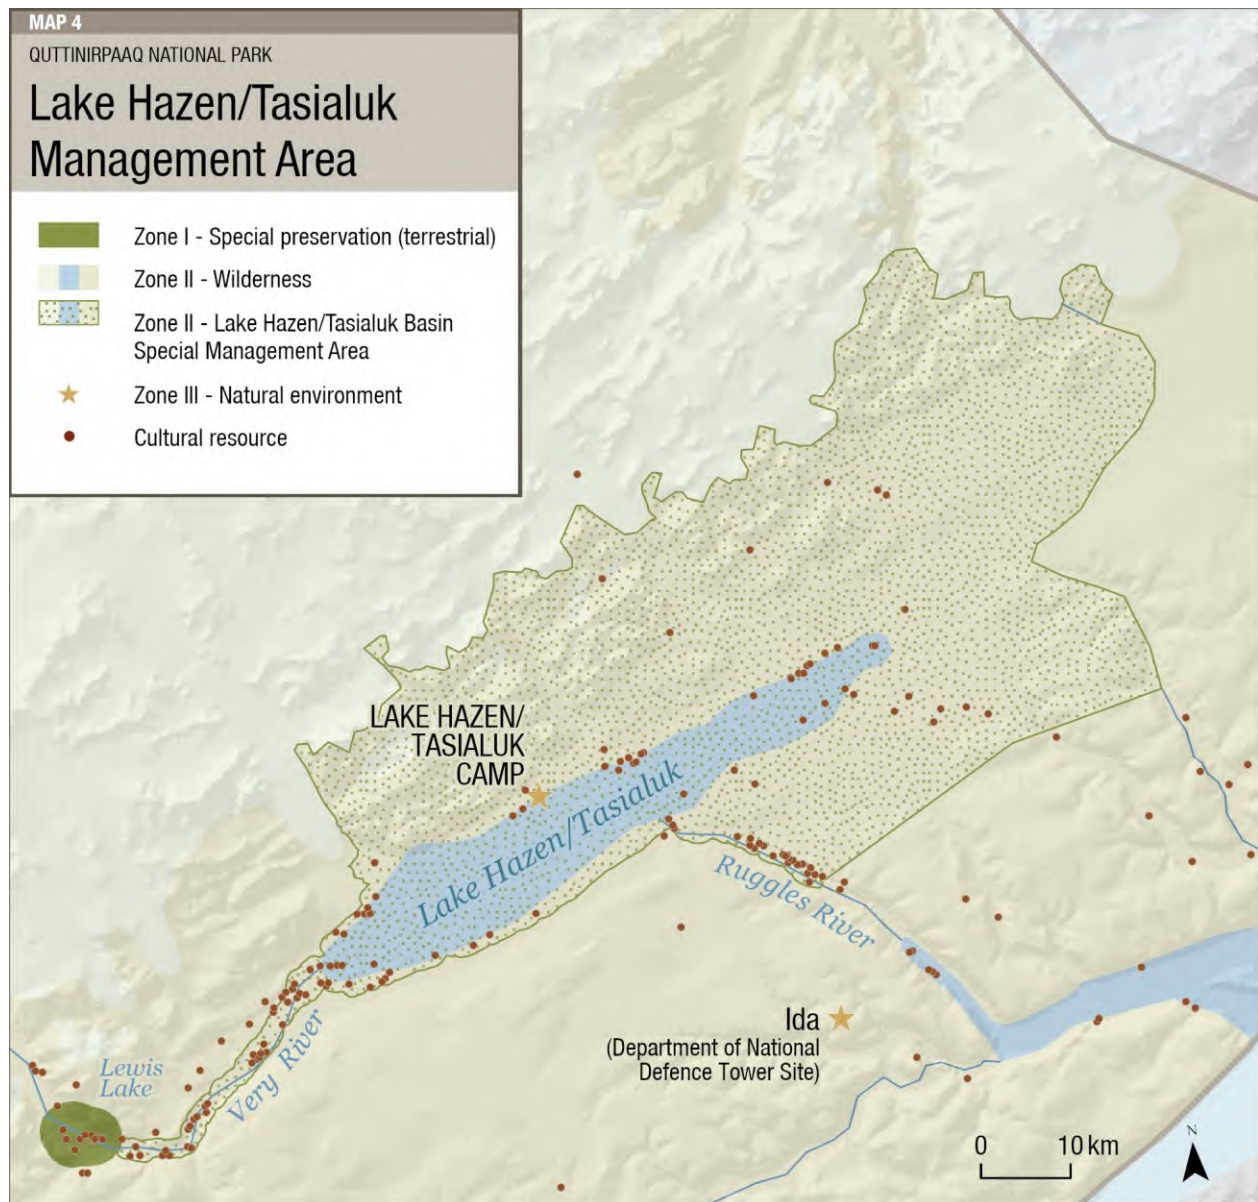 MAP 4
QUTTINIRPAAQ NATIONAL PARK
Lake Hazen/Tasialuk
Management Area
Zone I - Special preservation (terrestrial)
Zone II - Wilderness
Zone II - Lake Hazen/Tasialuk Basin
Special Management Area
Zone III - Natural environment
Cultural resource
LAKE HAZEN/
TASIALUK
CAMP
Lake Hazen/Tasialuk
Ruggles River
Ida
(Department of National
Defence Tower Site)
Very River
Lewis
Lake
0 10 km
N